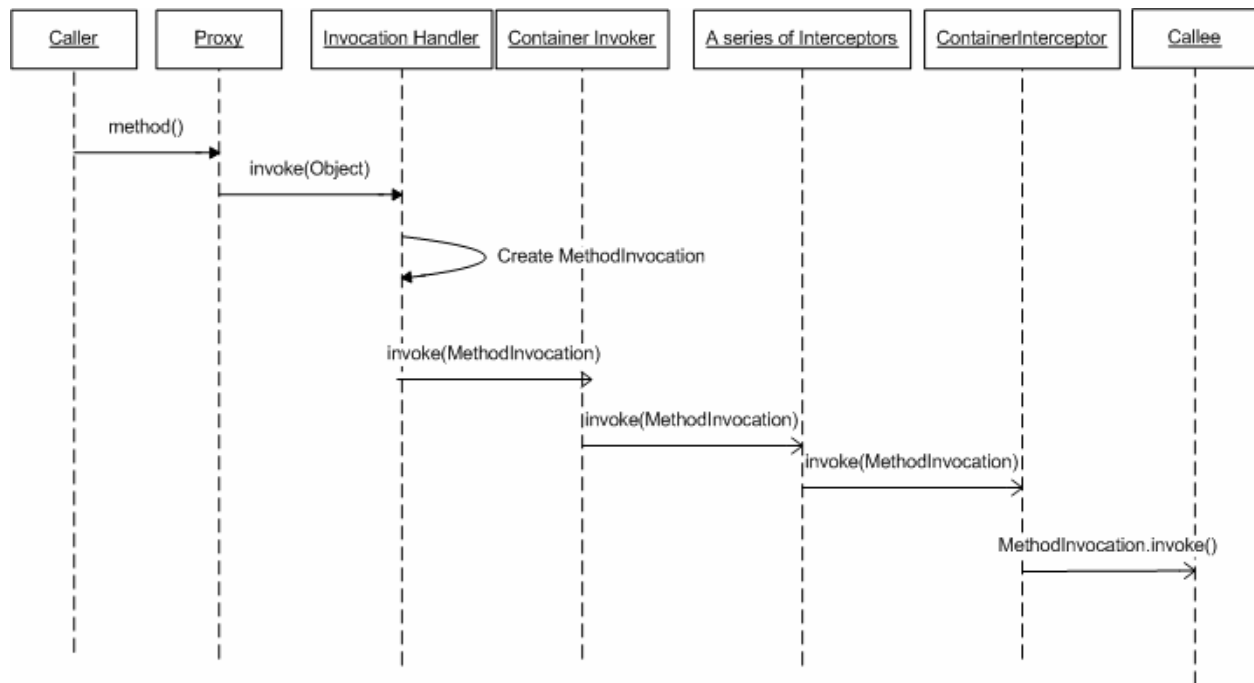 Caller
Proxy
Invocation Handler
Container Invoker
A series of Interceptors
ContainerInterceptor
Callee
method()
invoke(Object)
Create MethodInvocation
invoke(MethodInvocation)
invoke(MethodInvocation)
invoke(MethodInvocation)
MethodInvocation.invoke()